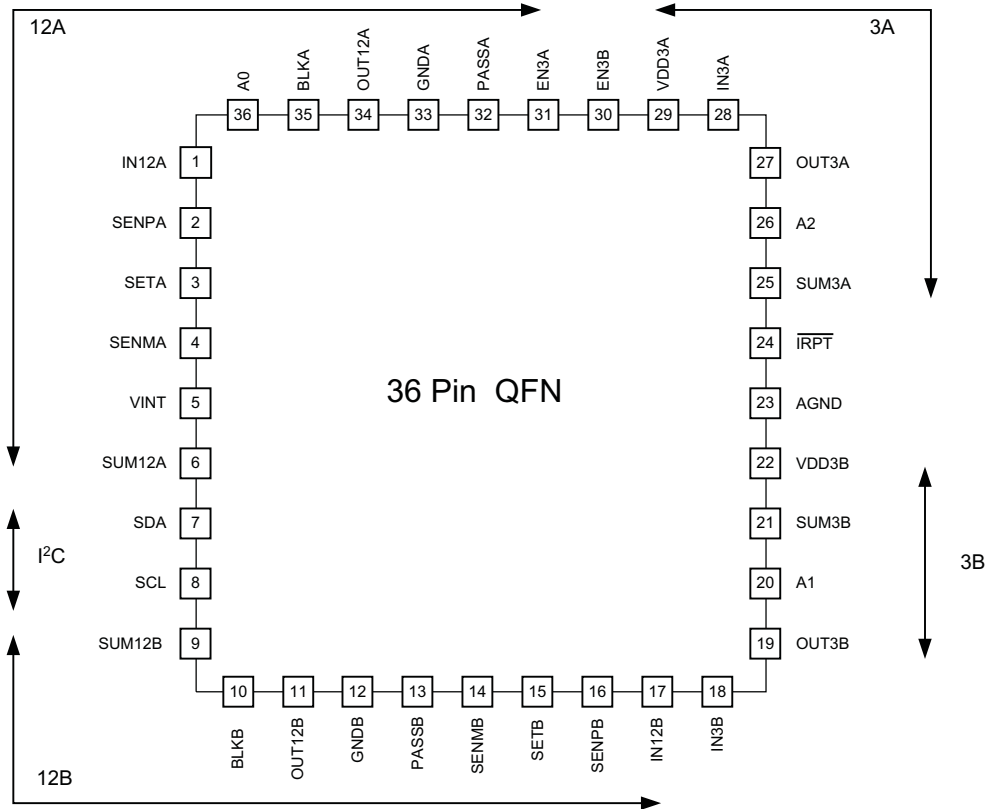 12A
3A
A0
BLKA
OUT12A
GNDA
PASSA
EN3A
EN3B
VDD3A
IN3A
36
35
34
33
32
31
30
29
28
IN12A 1
27 OUT3A
SENPA 2
26 A2
SETA 3
25 SUM3A
SENMA 4
24 IRPT
36 Pin QFN
VINT 5
23 AGND
SUM12A 6
22 VDD3B
SDA 7
21 SUM3B
I²C
3B
SCL 8
20 A1
SUM12B 9
19 OUT3B
10
11
12
13
14
15
16
17
18
BLKB
OUT12B
GNDB
PASSB
SENMB
SETB
SENPB
IN12B
IN3B
12B